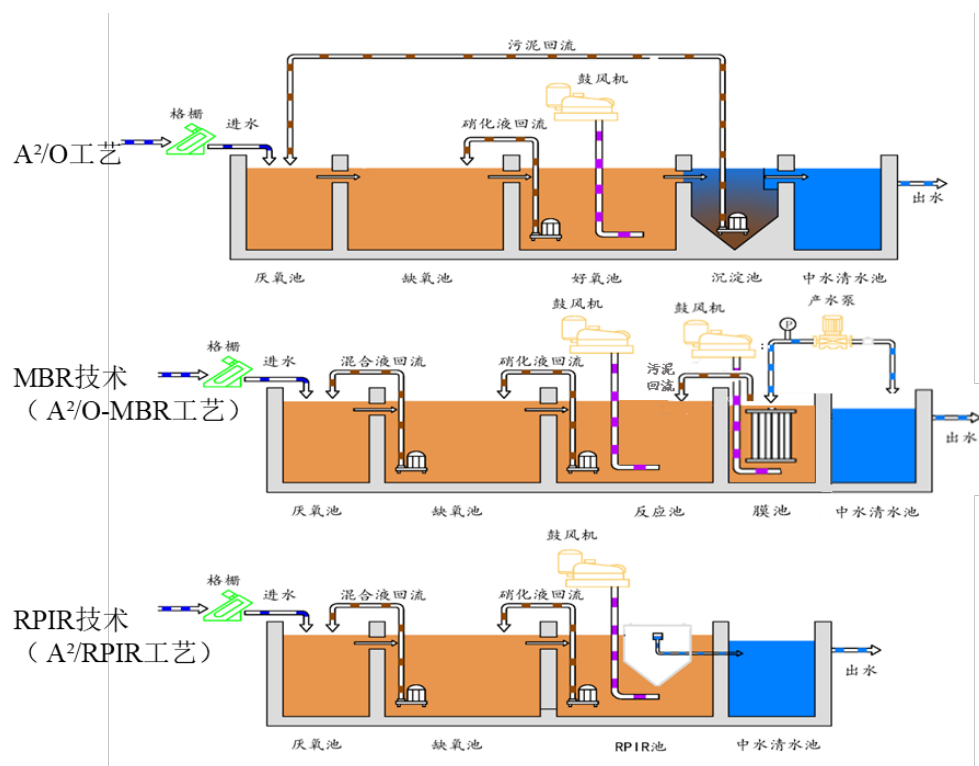 污泥回流
鼓风机
格栅
进水
硝化液回流
A²/O工艺
出水
厌氧池
缺氧池
好氧池
沉淀池
中水清水池
产水泵
鼓风机
鼓风机
P
格栅
进水
混合液回流
硝化液回流
污泥
回流
MBR技术
（ A²/O-MBR工艺）
出水
厌氧池
缺氧池
反应池
膜池
中水清水池
鼓风机
格栅
进水
混合液回流
硝化液回流
RPIR技术
（ A²/RPIR工艺）
出水
厌氧池
缺氧池
RPIR池
中水清水池